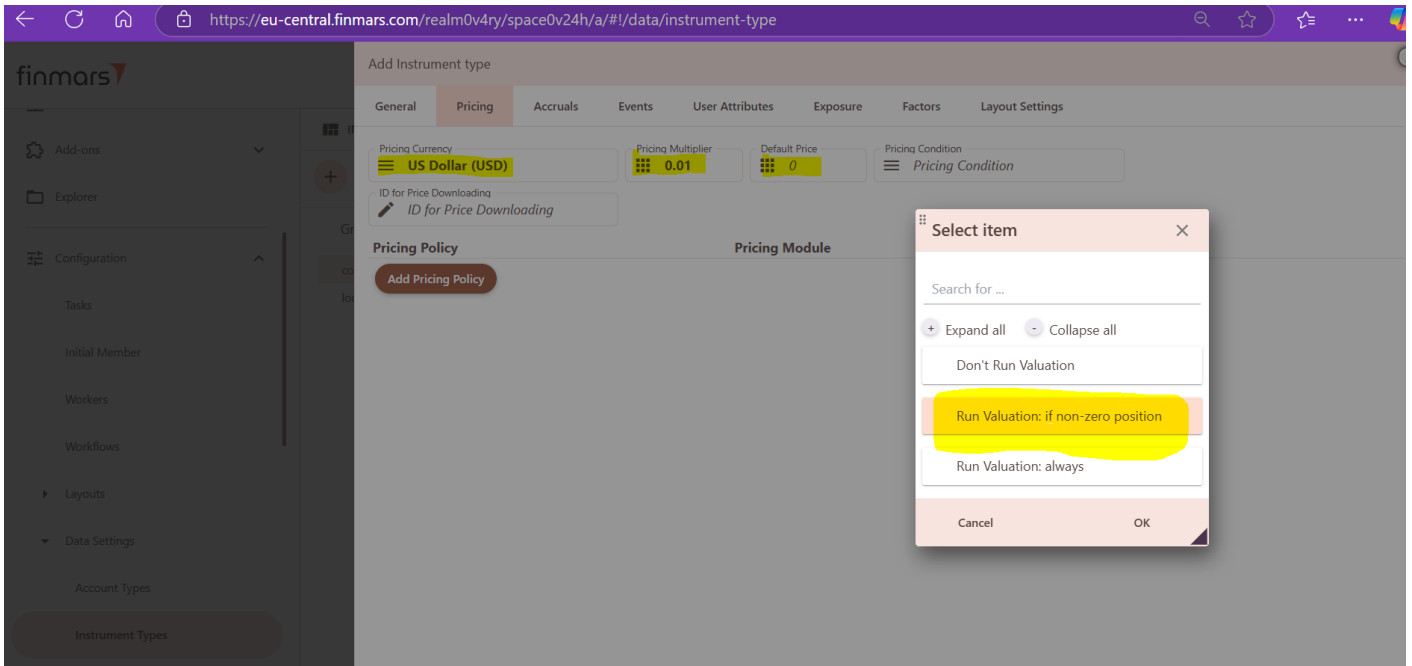 https://eu-central.finmars.com/realm0v4ry/space0v24h/a/#!/data/instrument-type
finmars
Add-ons
Explorer
Configuration
Tasks
Initial Member
Workers
Workflows
Layouts
Data Settings
Account Types
Instrument Types
Add Instrument type
General Pricing Accruals Events User Attributes Exposure Factors Layout Settings
Pricing Currency Pricing Multiplier Default Price Pricing Condition
US Dollar (USD) 0.01 0 Pricing Condition
ID for Price Downloading
ID for Price Downloading
Pricing Policy Pricing Module
Add Pricing Policy
Select item
Search for ...
+ Expand all - Collapse all
Don't Run Valuation
Run Valuation: if non-zero position
Run Valuation: always
Cancel OK